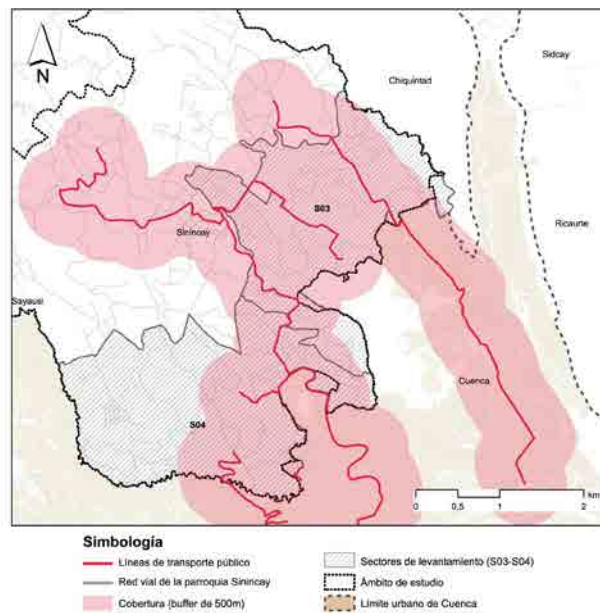 N
Sidcay
Chiquintad
S03
Ricaurte
Sinincay
Sayausí
Cuenca
S04
0 0,5 1 2
km
Simbología
Líneas de transporte público
Red vial de la parroquia Sinincay
Cobertura (buffer de 500m)
Sectores de levantamiento (S03-S04)
Ámbito de estudio
Límite urbano de Cuenca